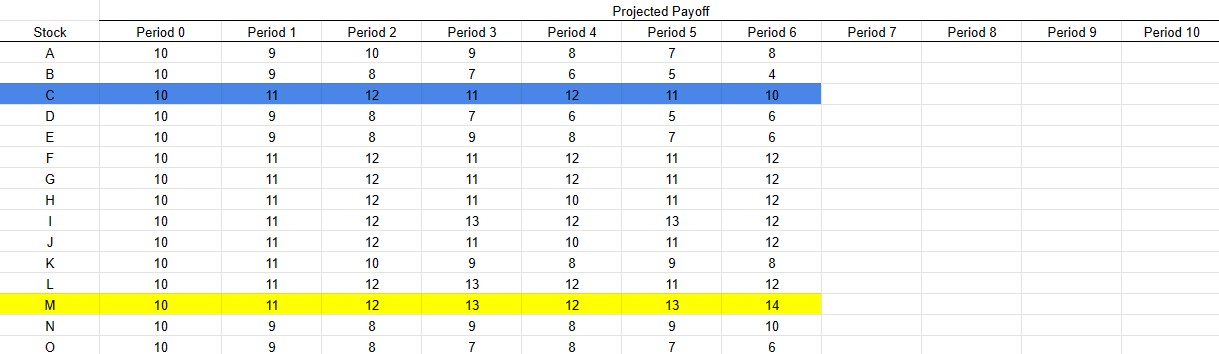 Projected Payoff
Stock Period 0 Period 1 Period 2 Period 3 Period 4 Period 5 Period 6 Period 7 Period 8 Period 9 Period 10
A 10 9 10 9 8 7 8
B 10 9 8 7 6 5 4
C 10 11 12 11 12 11 10
D 10 9 8 7 6 5 6
E 10 9 8 9 8 7 6
F 10 11 12 11 12 11 12
G 10 11 12 11 12 11 12
H 10 11 12 11 10 11 12
I 10 11 12 13 12 13 12
J 10 11 12 11 10 11 12
K 10 11 10 9 8 9 8
L 10 11 12 13 12 11 12
M 10 11 12 13 12 13 14
N 10 9 8 9 8 9 10
O 10 9 8 7 8 7 6